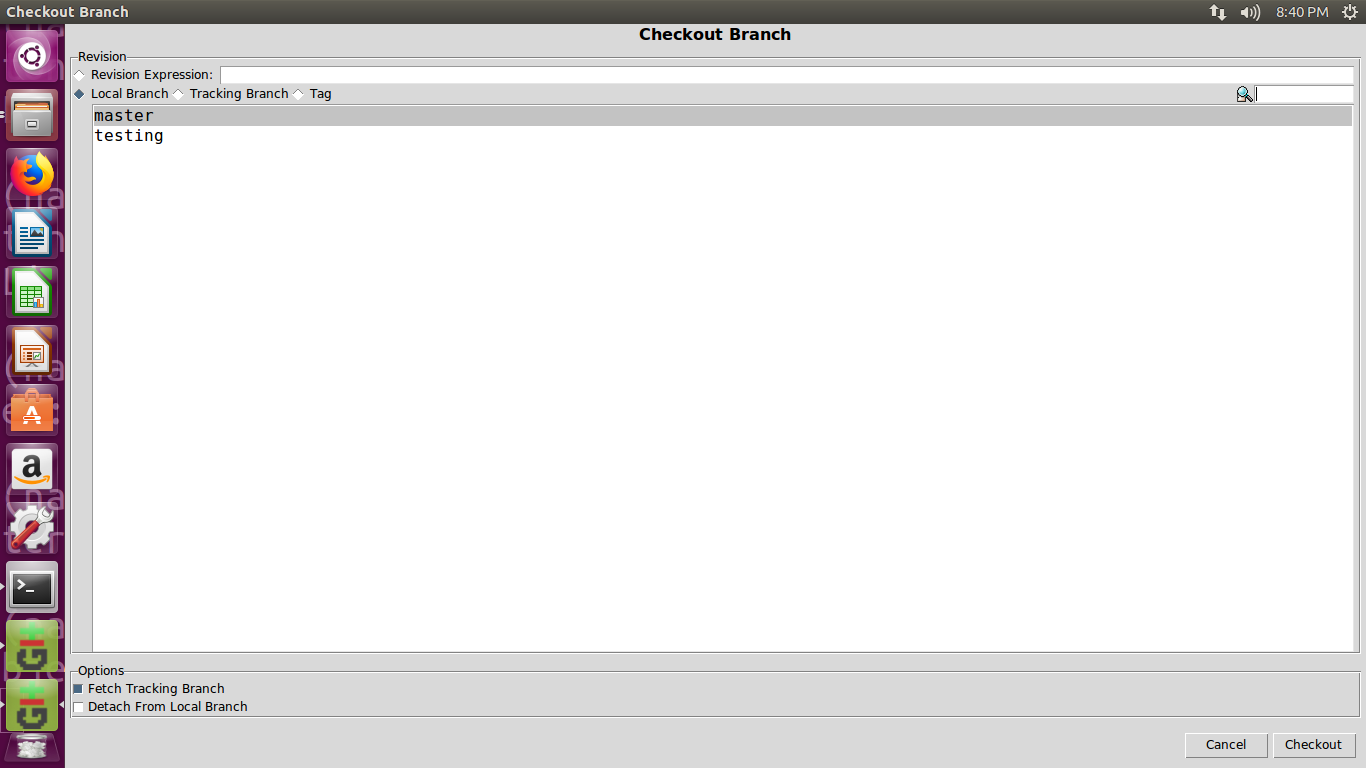 Checkout Branch
8:40 PM
Checkout Branch
Revision
Revision Expression:
Local Branch Tracking Branch Tag
master
testing
Options
Fetch Tracking Branch
Detach From Local Branch
Cancel Checkout